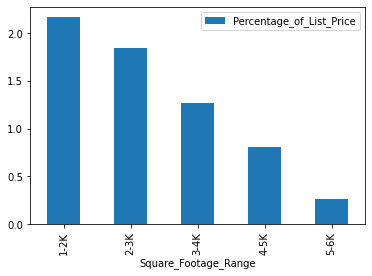 Percentage_of_List_Price
2.0
1.5
1.0
0.5
0.0
1-2K
2-3K
3-4K
4-5K
5-6K
Square_Footage_Range